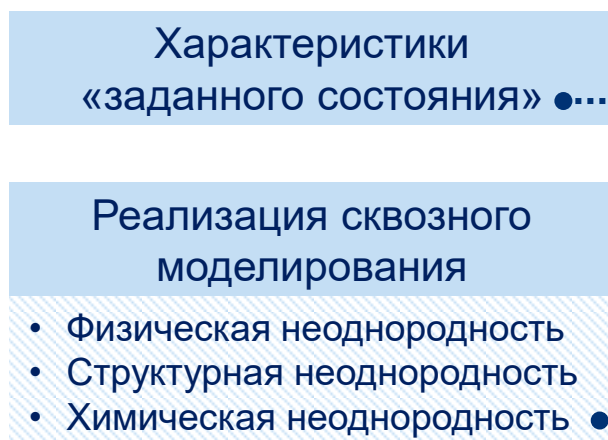 Характеристики
«заданного состояния»
Реализация сквозного
моделирования
• Физическая неоднородность
• Структурная неоднородность
• Химическая неоднородность